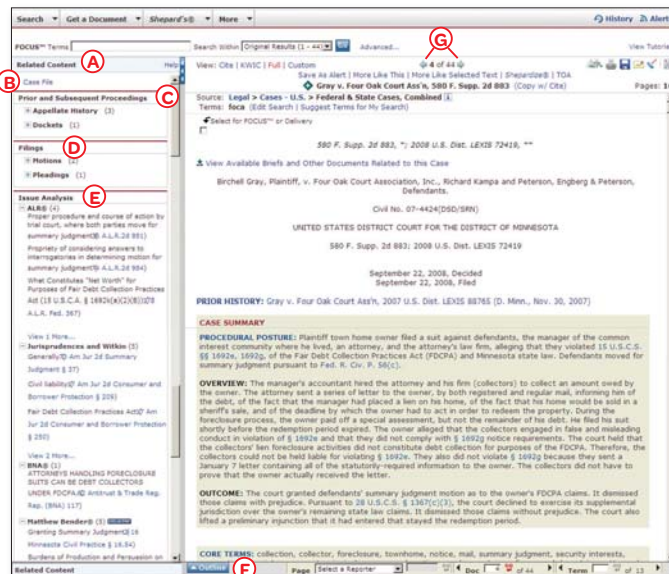 Search Get a Document Shepard's® More History Alerts
FOCUS™ Terms Search Within Original Results (1 - 44) Advanced... View Tutorial
G
Related Content A Help
B Case File
C
Prior and Subsequent Proceedings
Appellate History (3)
Dockets (1)
Filings D
Motions (2)
Pleadings (1)
Issue Analysis E
ALR® (4)
Proper procedure and course of action by
trial court, where both parties move for
summary judgment A.L.R.2d 881)
Propriety of considering answers to
interrogatories in determining motion for
summary judgment A.L.R.2d 984)
What Constitutes "Net Worth" for
Purposes of Fair Debt Collection Practices
Act (15 U.S.C.A. § 1692k(a)(2)(B))
A.L.R. Fed. 367)
View 1 More...
Jurisprudences and Witkin (5)
Generally Am Jur 2d Summary
Judgment § 37)
Civil liability Am Jur 2d Consumer and
Borrower Protection § 209)
Fair Debt Collection Practices Act Am
Jur 2d Consumer and Borrower Protection
§ 250)
View 2 More...
BNA® (1)
ATTORNEYS HANDLING FORECLOSURE
SUITS CAN BE DEBT COLLECTORS
UNDER FDCPA Antitrust & Trade Reg.
Rep. (BNA) 117)
Matthew Bender® (3)
Granting Summary Judgment 16
Minnesota Civil Practice § 16.54)
Burdens of Production and Persuasion on
Related Content
View: Cite | KWIC | Full | Custom 4 of 44
Save As Alert | More Like This | More Like Selected Text | Shepardize® | TOA
Gray v. Four Oak Court Ass'n, 580 F. Supp. 2d 883 (Copy w/ Cite) Pages:
Source: Legal > Cases - U.S. > Federal & State Cases, Combined i
Terms: foca (Edit Search | Suggest Terms for My Search)
Select for FOCUS™ or Delivery
580 F. Supp. 2d 883, *; 2008 U.S. Dist. LEXIS 72419, **
View Available Briefs and Other Documents Related to this Case
Birchell Gray, Plaintiff, v. Four Oak Court Association, Inc., Richard Kampa and Peterson, Engberg & Peterson,
Defendants.
Civil No. 07-4424(DSD/SRN)
UNITED STATES DISTRICT COURT FOR THE DISTRICT OF MINNESOTA
580 F. Supp. 2d 883; 2008 U.S. Dist. LEXIS 72419
September 22, 2008, Decided
September 22, 2008, Filed
PRIOR HISTORY: Gray v. Four Oak Court Ass'n, 2007 U.S. Dist. LEXIS 88765 (D. Minn., Nov. 30, 2007)
CASE SUMMARY
PROCEDURAL POSTURE: Plaintiff town home owner filed a suit against defendants, the manager of the common
interest community where he lived, an attorney, and the attorney's law firm, alleging that they violated 15 U.S.C.S.
§§ 1692e, 1692g, of the Fair Debt Collection Practices Act (FDCPA) and Minnesota state law. Defendants moved for
summary judgment pursuant to Fed. R. Civ. P. 56(c).
OVERVIEW: The manager's accountant hired the attorney and his firm (collectors) to collect an amount owed by
the owner. The attorney sent a series of letter to the owner, by both registered and regular mail, informing him of
the debt, of the fact that the manager had placed a lien on his home, of the fact that his home would be sold in a
sheriff's sale, and of the deadline by which the owner had to act in order to redeem the property. During the
foreclosure process, the owner paid off a special assessment, but not the remainder of his debt. He filed his suit
shortly before the redemption period expired. The owner alleged that the collectors engaged in false and misleading
conduct in violation of § 1692e and that they did not comply with § 1692g notice requirements. The court held that
the collectors' lien foreclosure activities did not constitute debt collection for purposes of the FDCPA. Therefore, the
collectors could not be held liable for violating § 1692e. They also did not violate § 1692g because they sent a
January 7 letter containing all of the statutorily-required information to the owner. The collectors did not have to
prove that the owner actually received the letter.
OUTCOME: The court granted defendants' summary judgment motion as to the owner's FDCPA claims. It dismissed
those claims with prejudice. Pursuant to 28 U.S.C.S. § 1367(c)(3), the court declined to exercise its supplemental
jurisdiction over the owner's remaining state law claims. It dismissed those claims without prejudice. The court also
lifted a preliminary injunction that it had entered that stayed the redemption period.
CORE TERMS: collection, collector, foreclosure, townhome, notice, mail, summary judgment, security interests,
Outline F Page Select a Reporter Doc 4 of 44 Term of 13